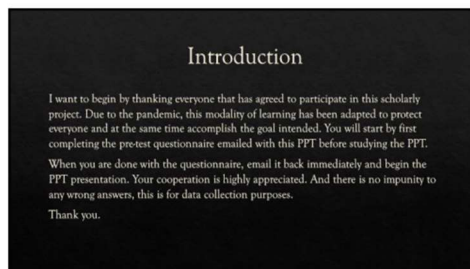 Introduction
I want to begin by thanking everyone that has agreed to participate in this scholarly
project. Due to the pandemic, this modality of learning has been adapted to protect
everyone and at the same time accomplish the goal intended. You will start by first
completing the pre-test questionnaire emailed with this PPT before studying the PPT.
When you are done with the questionnaire, email it back immediately and begin the
PPT presentation. Your cooperation is highly appreciated. And there is no impunity to
any wrong answers, this is for data collection purposes.
Thank you.